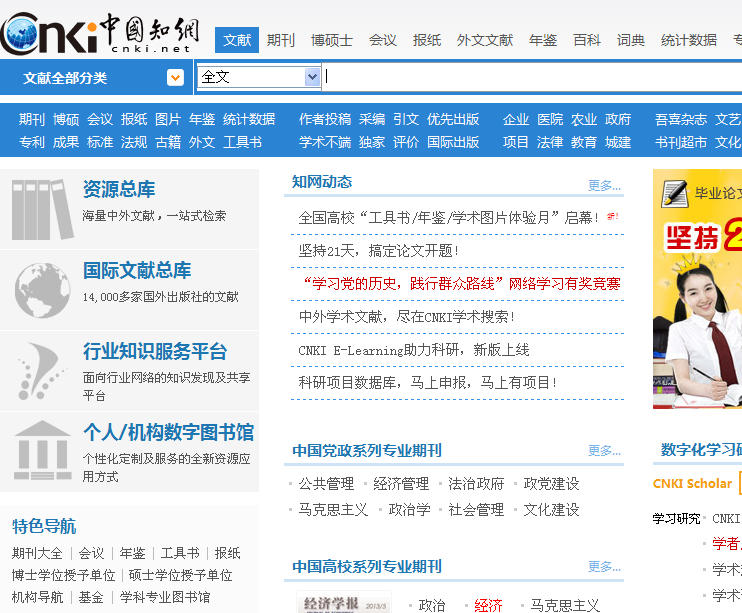 cnki 中国知網
cnki.net
文献 期刊 博硕士 会议 报纸 外文文献 年鉴 百科 词典 统计数据
文献全部分类 全文
期刊 博硕 会议 报纸 图片 年鉴 统计数据 作者投稿 采编 引文 优先出版 企业 医院 农业 政府 吾喜杂志 文艺
专利 成果 标准 法规 古籍 外文 工具书 学术不端 独家 评价 国际出版 项目 法律 教育 城建 书刊超市 文化
资源总库
海量中外文献，一站式检索
国际文献总库
14,000多家国外出版社的文献
行业知识服务平台
面向行业网络的知识发现及共享
平台
个人/机构数字图书馆
个性化定制及服务的全新资源应
用方式
特色导航
期刊大全 | 会议 | 年鉴 | 工具书 | 报纸
博士学位授予单位 | 硕士学位授予单位
机构导航 | 基金 | 学科专业图书馆
知网动态 更多...
全国高校“工具书/年鉴/学术图片体验月”启幕！ 新!
坚持21天，搞定论文开题！
“学习党的历史，践行群众路线”网络学习有奖竞赛
中外学术文献，尽在CNKI学术搜索！
CNKI E-Learning助力科研，新版上线
科研项目数据库，马上申报，马上有项目！
中国党政系列专业期刊 更多...
公共管理 经济管理 法治政府 政党建设
马克思主义 政治学 社会管理 文化建设
中国高校系列专业期刊 更多...
经济学报 2013/5 政治 经济 马克思主义
毕业论文
坚持2
数字化学习研
CNKI Scholar
学习研究 CNKI
学者
学术
学术